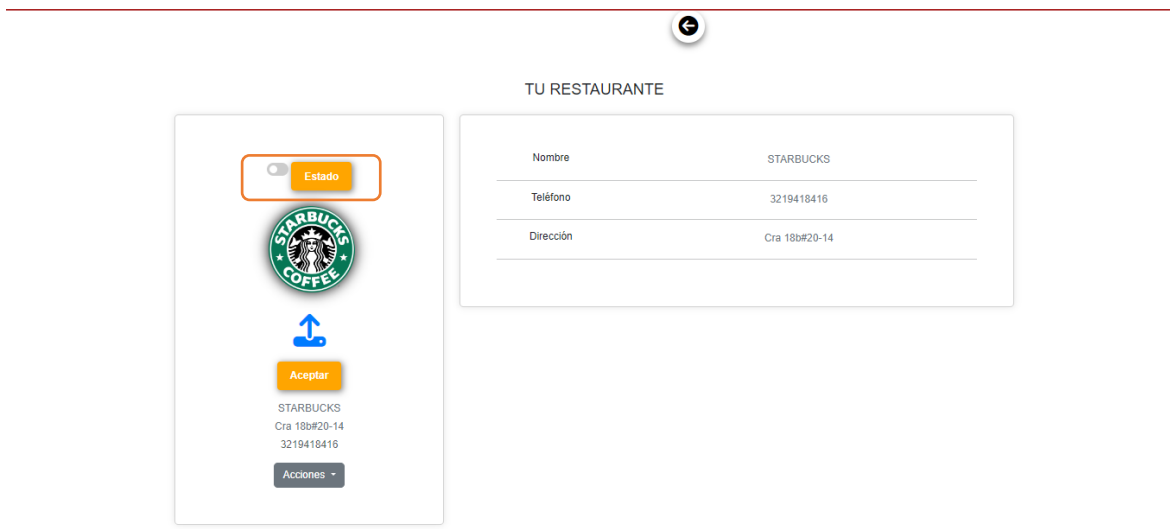 TU RESTAURANTE
Estado
STARBUCKS
COFFEE
Aceptar
STARBUCKS
Cra 18b#20-14
3219418416
Acciones
Nombre STARBUCKS
Teléfono 3219418416
Dirección Cra 18b#20-14